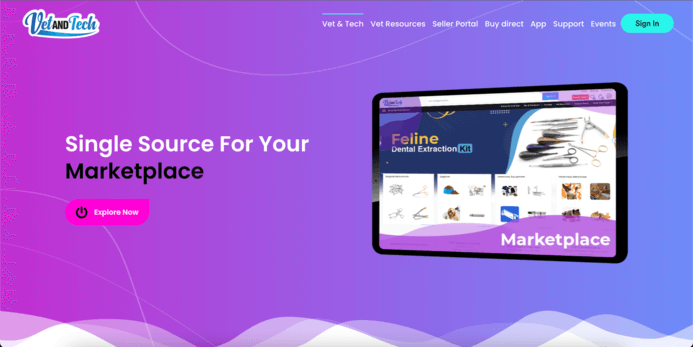 Vet AND Tech
Vet & Tech Vet Resources Seller Portal Buy direct App Support Events Sign In
Single Source For Your
Marketplace
Explore Now
Feline
Dental Extraction Kit
Marketplace